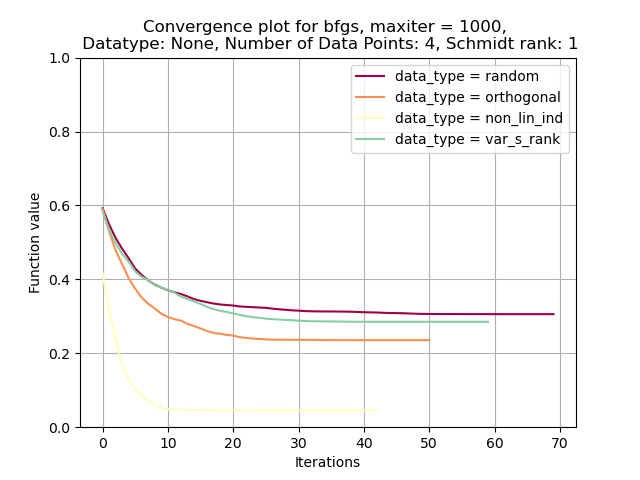 Convergence plot for bfgs, maxiter = 1000,
Datatype: None, Number of Data Points: 4, Schmidt rank: 1
data_type = random
data_type = orthogonal
data_type = non_lin_ind
data_type = var_s_rank
Function value
1.0
0.8
0.6
0.4
0.2
0.0
0 10 20 30 40 50 60 70
Iterations